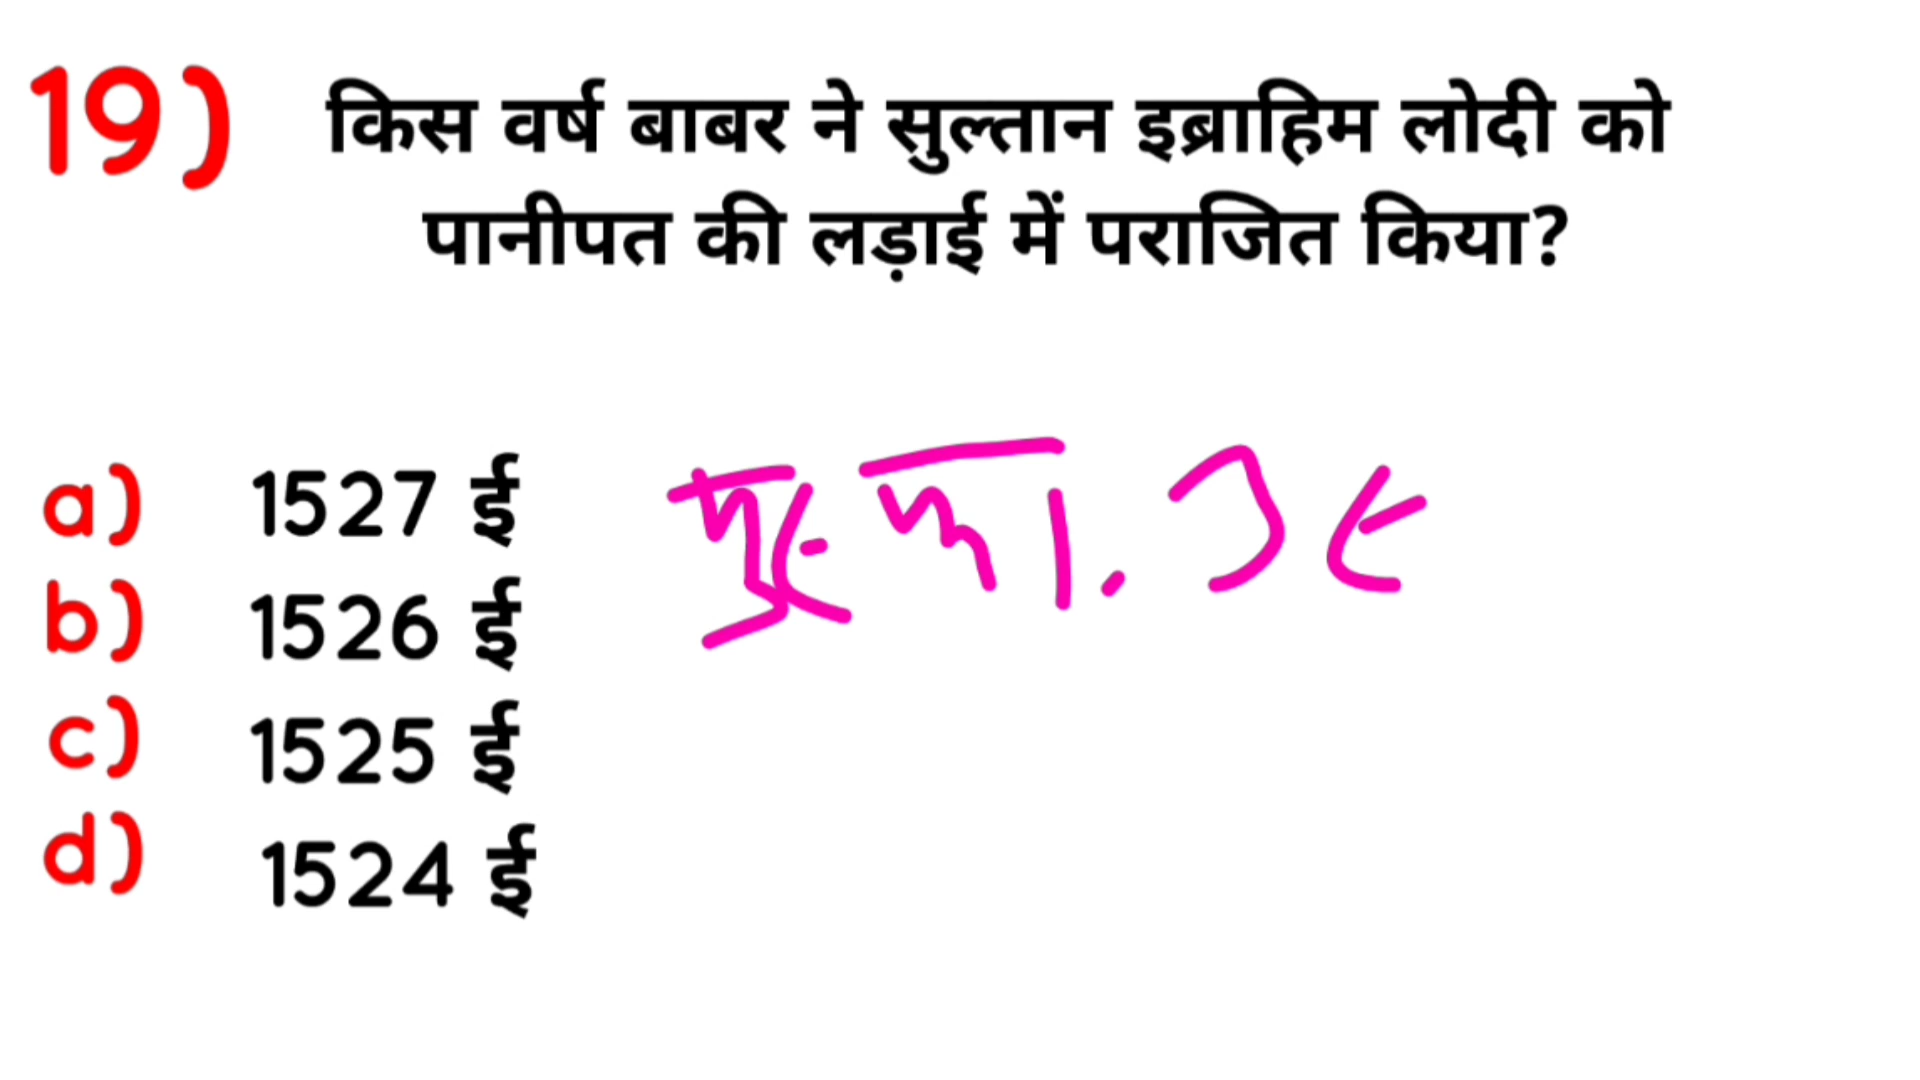 19) किस वर्ष बाबर ने सुल्तान इब्राहिम लोदी को
पानीपत की लड़ाई में पराजित किया?
a) 1527 ई
b) 1526 ई
c) 1525 ई
d) 1524 ई